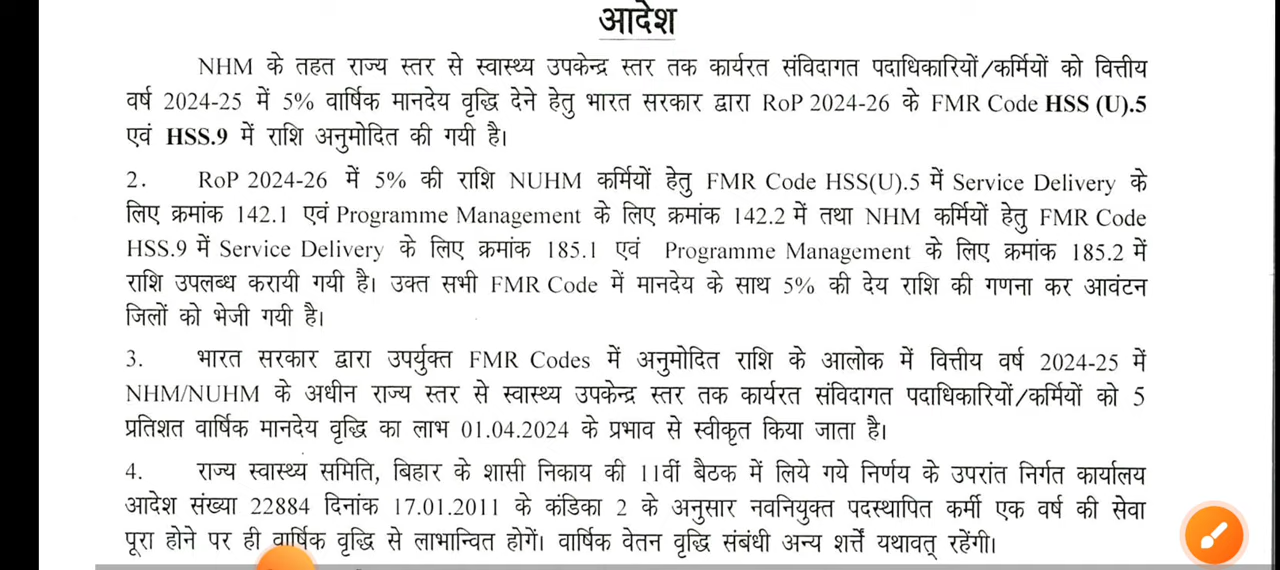 आदेश
NHM के तहत राज्य स्तर से स्वास्थ्य उपकेन्द्र स्तर तक कार्यरत संविदागत पदाधिकारियों/कर्मियों को वित्तीय
वर्ष 2024-25 में 5% वार्षिक मानदेय वृद्धि देने हेतु भारत सरकार द्वारा RoP 2024-26 के FMR Code HSS (U).5
एवं HSS.9 में राशि अनुमोदित की गयी है।
2. RoP 2024-26 में 5% की राशि NUHM कर्मियों हेतु FMR Code HSS(U).5 में Service Delivery के
लिए क्रमांक 142.1 एवं Programme Management के लिए क्रमांक 142.2 में तथा NHM कर्मियों हेतु FMR Code
HSS.9 में Service Delivery के लिए क्रमांक 185.1 एवं Programme Management के लिए क्रमांक 185.2 में
राशि उपलब्ध करायी गयी है। उक्त सभी FMR Code में मानदेय के साथ 5% की देय राशि की गणना कर आवंटन
जिलों को भेजी गयी है।
3. भारत सरकार द्वारा उपर्युक्त FMR Codes में अनुमोदित राशि के आलोक में वित्तीय वर्ष 2024-25 में
NHM/NUHM के अधीन राज्य स्तर से स्वास्थ्य उपकेन्द्र स्तर तक कार्यरत संविदागत पदाधिकारियों/कर्मियों को 5
प्रतिशत वार्षिक मानदेय वृद्धि का लाभ 01.04.2024 के प्रभाव से स्वीकृत किया जाता है।
4. राज्य स्वास्थ्य समिति, बिहार के शासी निकाय की 11वीं बैठक में लिये गये निर्णय के उपरांत निर्गत कार्यालय
आदेश संख्या 22884 दिनांक 17.01.2011 के कंडिका 2 के अनुसार नवनियुक्त पदस्थापित कर्मी एक वर्ष की सेवा
पूरा होने पर ही वार्षिक वृद्धि से लाभान्वित होगें। वार्षिक वेतन वृद्धि संबंधी अन्य शर्त्तें यथावत् रहेंगी।